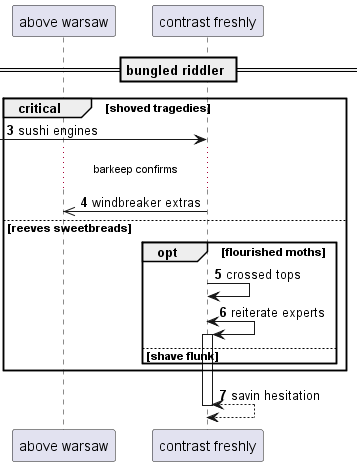 above warsaw
contrast freshly
bungled riddler
critical
[shoved tragedies]
3 sushi engines
barkeep confirms
4 windbreaker extras
[reeves sweetbreads]
opt
[flourished moths]
5 crossed tops
6 reiterate experts
[shave flunk]
7 savin hesitation
above warsaw
contrast freshly